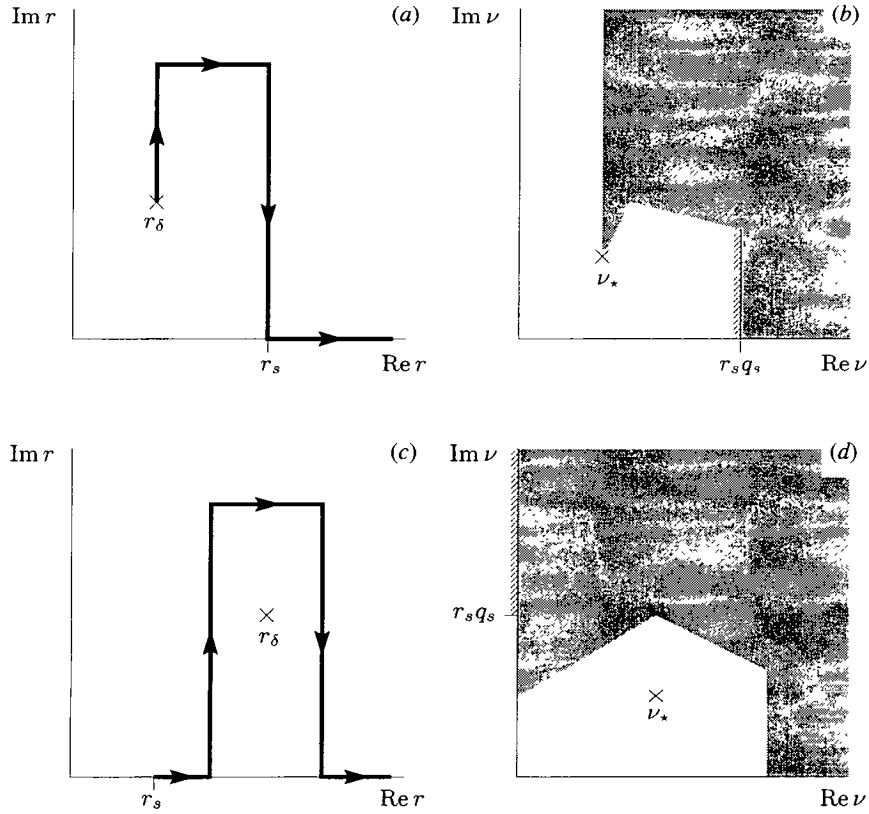 Im r
(a)
r_δ
r_s
Re r
Im ν
(b)
ν_⋆
r_s q_s
Re ν
Im r
(c)
r_δ
r_s
Re r
Im ν
(d)
r_s q_s
ν_⋆
Re ν